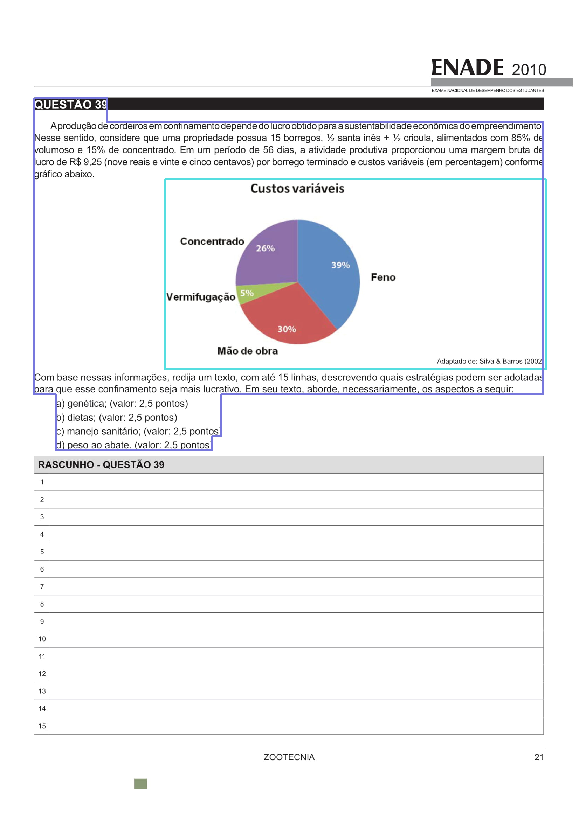 ENADE 2010
EXAME NACIONAL DE DESEMPENHO DOS ESTUDANTES
QUESTÃO 39
A produção de cordeiros em confinamento depende do lucro obtido para a sustentabilidade econômica do empreendimento.
Nesse sentido, considere que uma propriedade possua 15 borregos, ½ santa inês + ½ crioula, alimentados com 85% de
volumoso e 15% de concentrado. Em um período de 56 dias, a atividade produtiva proporcionou uma margem bruta de
lucro de R$ 9,25 (nove reais e vinte e cinco centavos) por borrego terminado e custos variáveis (em percentagem) conforme
gráfico abaixo.
Custos variáveis
Concentrado
26%
39%
Feno
Vermifugação
5%
30%
Mão de obra
Adaptado de: Silva & Barros (2002)
Com base nessas informações, redija um texto, com até 15 linhas, descrevendo quais estratégias podem ser adotadas
para que esse confinamento seja mais lucrativo. Em seu texto, aborde, necessariamente, os aspectos a seguir:
a) genética; (valor: 2,5 pontos)
b) dietas; (valor: 2,5 pontos)
c) manejo sanitário; (valor: 2,5 pontos)
d) peso ao abate. (valor: 2,5 pontos)
RASCUNHO - QUESTÃO 39
1
2
3
4
5
6
7
8
9
10
11
12
13
14
15
ZOOTECNIA
21